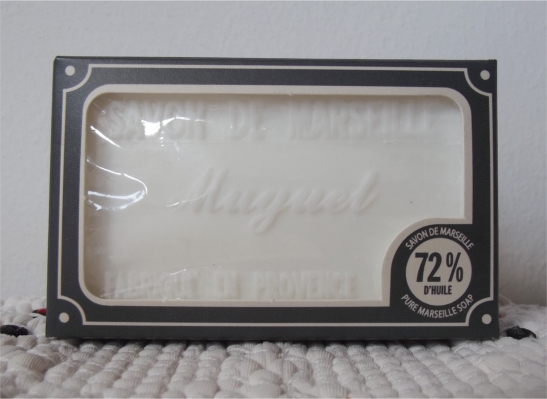 SAVON DE MARSEILLE
Muguet
FABRIQUÉ EN PROVENCE
SAVON DE MARSEILLE
72%
D'HUILE
PURE MARSEILLE SOAP